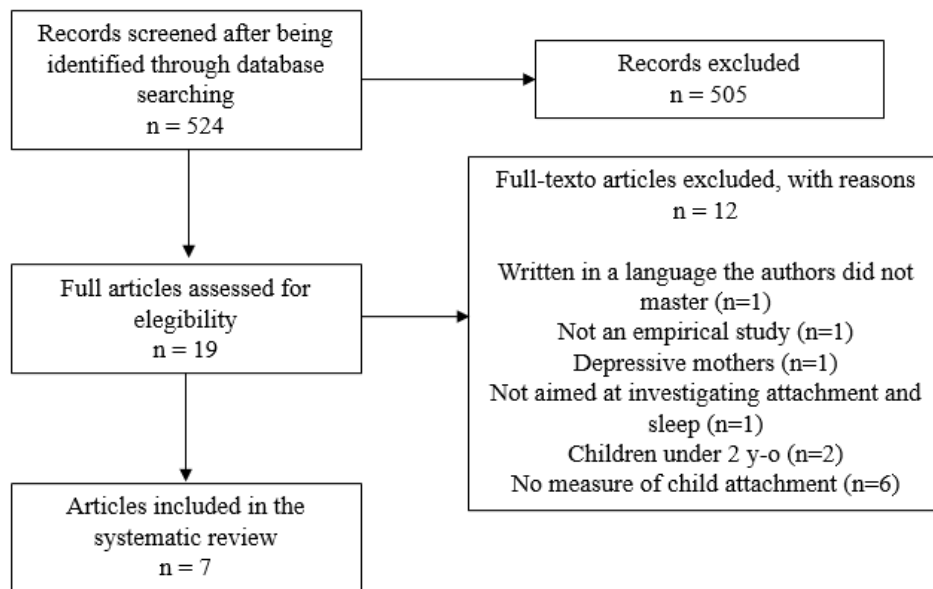 Records screened after being
identified through database
searching
n = 524
Records excluded
n = 505
Full-texto articles excluded, with reasons
n = 12
Written in a language the authors did not
master (n=1)
Not an empirical study (n=1)
Depressive mothers (n=1)
Not aimed at investigating attachment and
sleep (n=1)
Children under 2 y-o (n=2)
No measure of child attachment (n=6)
Full articles assessed for
elegibility
n = 19
Articles included in the
systematic review
n = 7